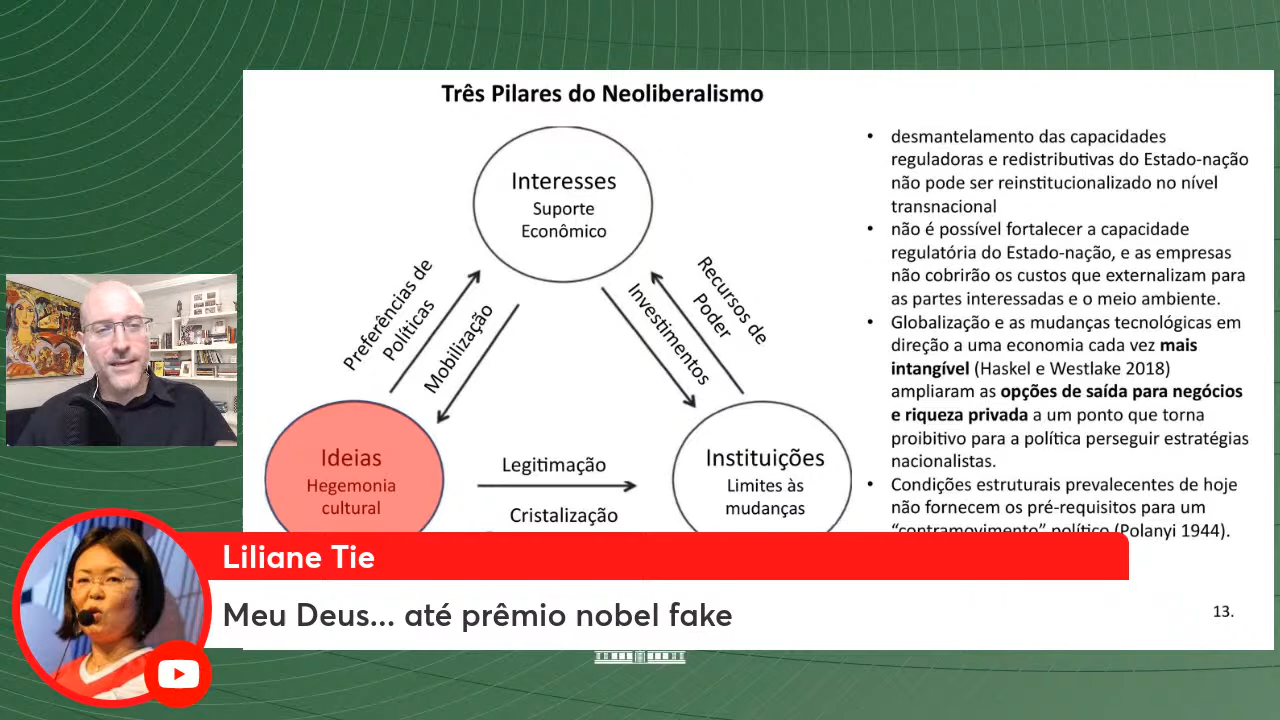 Três Pilares do Neoliberalismo
Interesses
Suporte
Econômico
Preferências de
Políticas
Mobilização
Investimentos
Recursos de
Poder
Ideias
Hegemonia
cultural
Legitimação
Cristalização
Instituições
Limites às
mudanças
• desmantelamento das capacidades
reguladoras e redistributivas do Estado-nação
não pode ser reinstitucionalizado no nível
transnacional
• não é possível fortalecer a capacidade
regulatória do Estado-nação, e as empresas
não cobrirão os custos que externalizam para
as partes interessadas e o meio ambiente.
• Globalização e as mudanças tecnológicas em
direção a uma economia cada vez mais
intangível (Haskel e Westlake 2018)
ampliaram as opções de saída para negócios
e riqueza privada a um ponto que torna
proibitivo para a política perseguir estratégias
nacionalistas.
• Condições estruturais prevalecentes de hoje
não fornecem os pré-requisitos para um
“contramovimento” político (Polanyi 1944).
13.
Liliane Tie
Meu Deus... até prêmio nobel fake